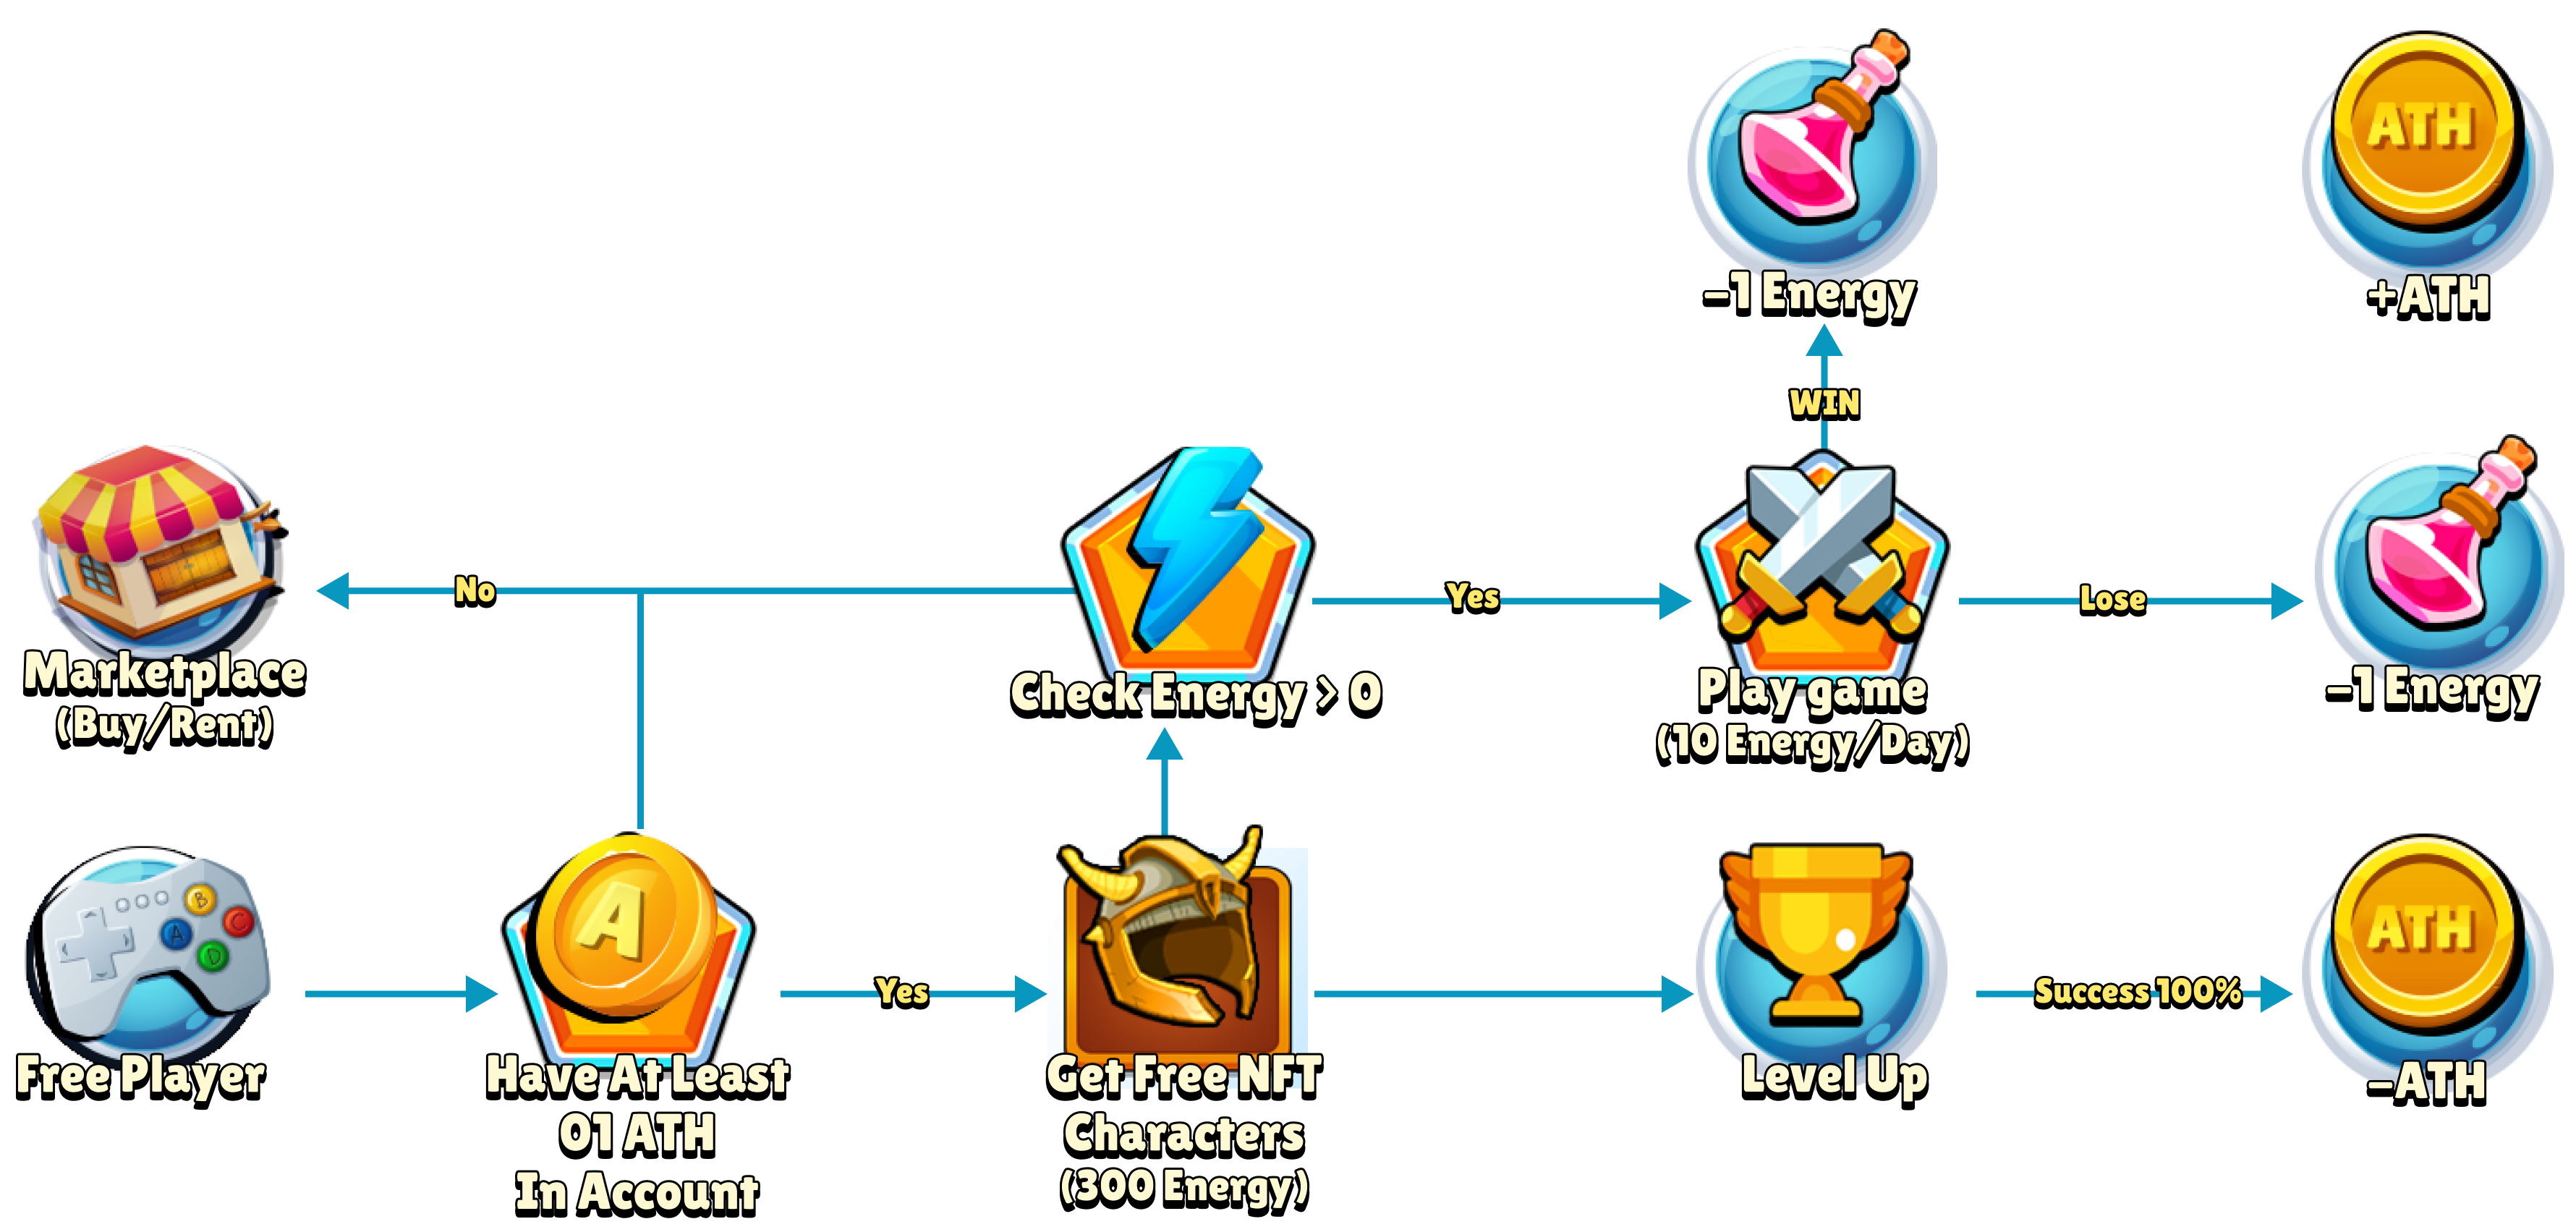 ATH
-1 Energy
+ATH
WIN
No
Yes
Lose
Marketplace
(Buy/Rent)
Check Energy > 0
Play game
(10 Energy/Day)
-1 Energy
B
C
A
D
A
ATH
Yes
Success 100%
Free Player
Have At Least
01 ATH
In Account
Get Free NFT
Characters
(300 Energy)
Level Up
-ATH